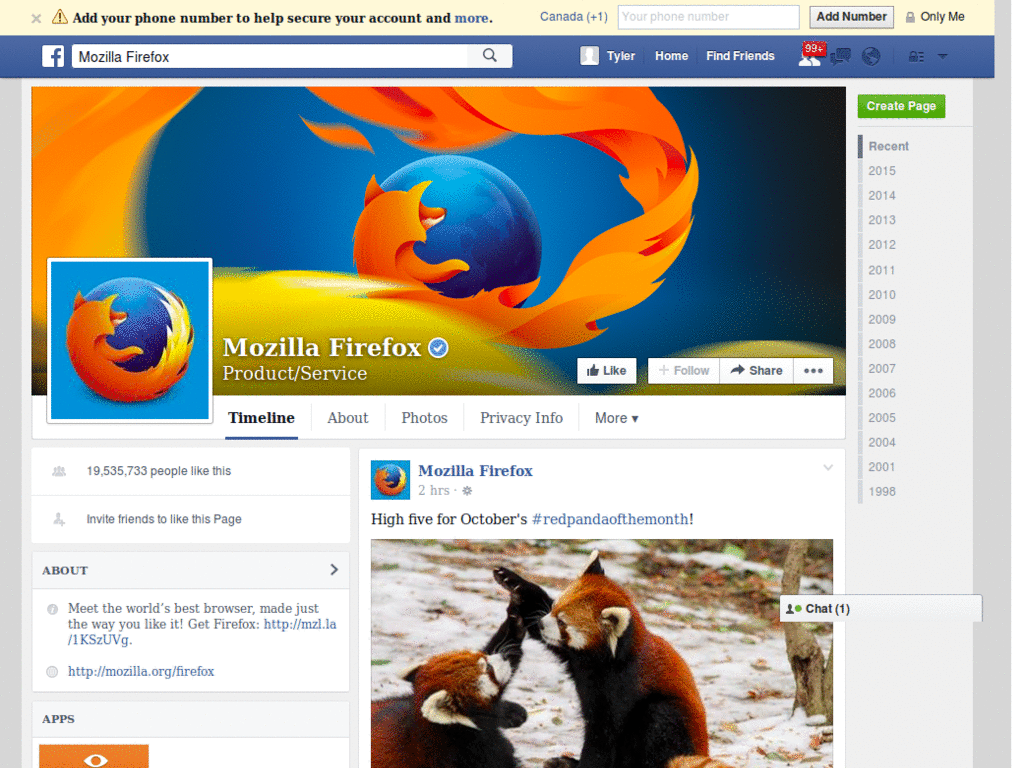 Add your phone number to help secure your account and more.
Canada (+1)
Your phone number
Add Number
Only Me
Mozilla Firefox
Tyler
Home
Find Friends
99+
Create Page
Recent
2015
2014
2013
2012
2011
2010
2009
2008
2007
2006
2005
2004
2001
1998
Mozilla Firefox
Product/Service
Like
+ Follow
Share
Timeline
About
Photos
Privacy Info
More ▾
19,535,733 people like this
Invite friends to like this Page
ABOUT
Meet the world's best browser, made just
the way you like it! Get Firefox: http://mzl.la
/1KSzUVg.
http://mozilla.org/firefox
APPS
Mozilla Firefox
2 hrs ·
High five for October's #redpandaofthemonth!
Chat (1)